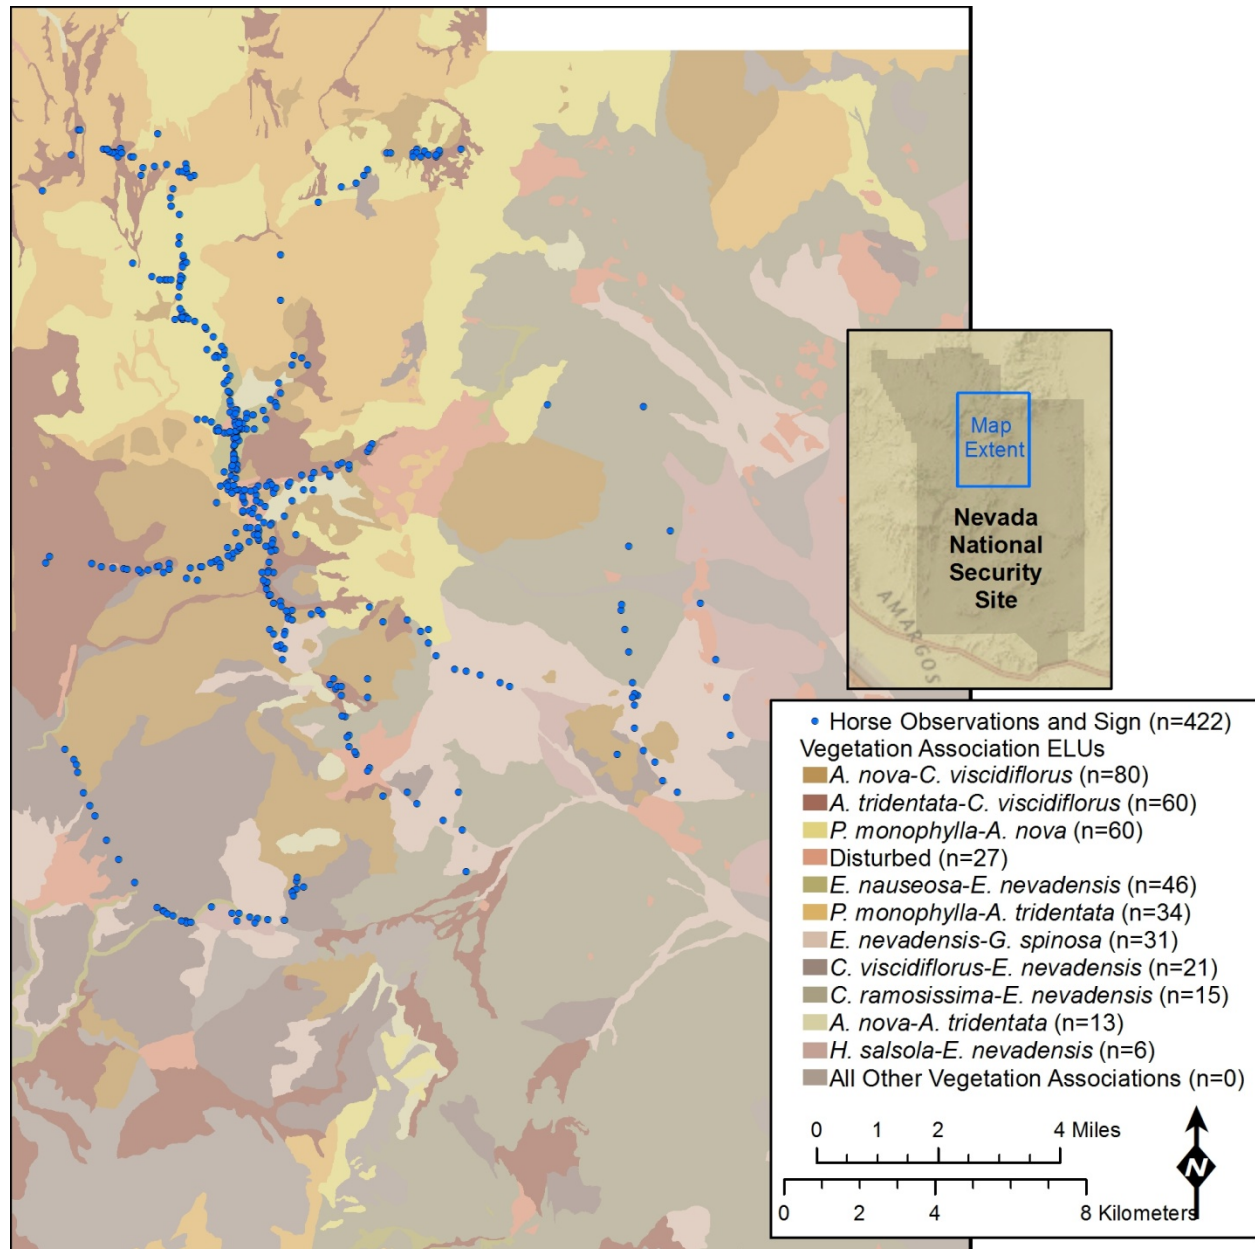 Map
Extent
Nevada
National
Security
Site
AMARGOS
Horse Observations and Sign (n=422)
Vegetation Association ELUs
A. nova-C. viscidiflorus (n=80)
A. tridentata-C. viscidiflorus (n=60)
P. monophylla-A. nova (n=60)
Disturbed (n=27)
E. nauseosa-E. nevadensis (n=46)
P. monophylla-A. tridentata (n=34)
E. nevadensis-G. spinosa (n=31)
C. viscidiflorus-E. nevadensis (n=21)
C. ramosissima-E. nevadensis (n=15)
A. nova-A. tridentata (n=13)
H. salsola-E. nevadensis (n=6)
All Other Vegetation Associations (n=0)
0 1 2 4 Miles
0 2 4 8 Kilometers
N